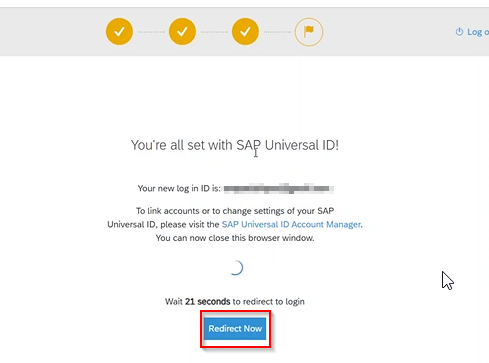 Log o
You're all set with SAP Universal ID!
Your new log in ID is:
To link accounts or to change settings of your SAP
Universal ID, please visit the SAP Universal ID Account Manager.
You can now close this browser window.
Wait 21 seconds to redirect to login
Redirect Now